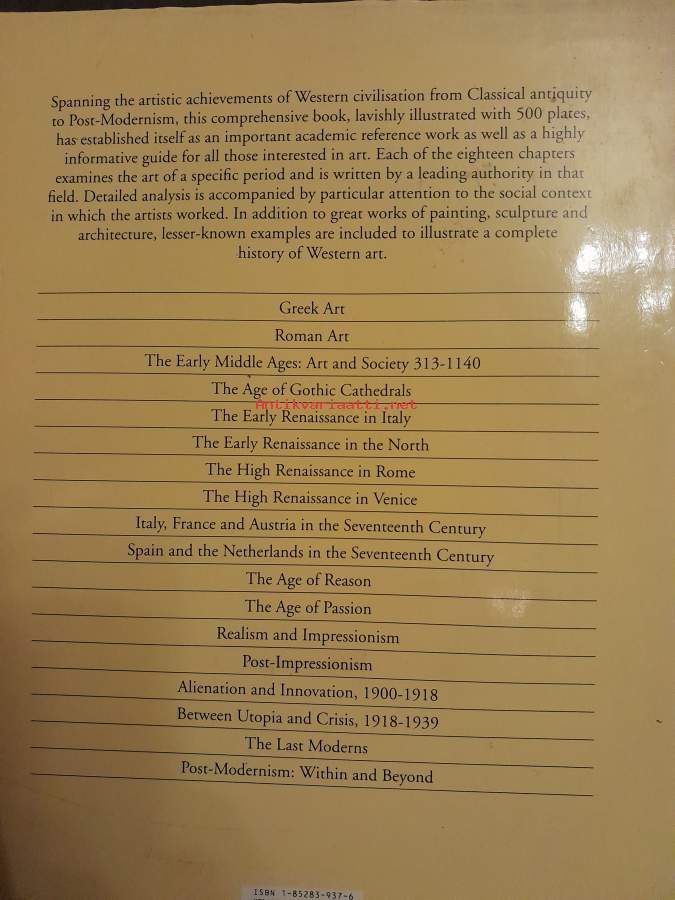 Spanning the artistic achievements of Western civilisation from Classical antiquity
to Post-Modernism, this comprehensive book, lavishly illustrated with 500 plates,
has established itself as an important academic reference work as well as a highly
informative guide for all those interested in art. Each of the eighteen chapters
examines the art of a specific period and is written by a leading authority in that
field. Detailed analysis is accompanied by particular attention to the social context
in which the artists worked. In addition to great works of painting, sculpture and
architecture, lesser-known examples are included to illustrate a complete
history of Western art.
Greek Art
Roman Art
The Early Middle Ages: Art and Society 313-1140
The Age of Gothic Cathedrals
Antikvariaatti.net
The Early Renaissance in Italy
The Early Renaissance in the North
The High Renaissance in Rome
The High Renaissance in Venice
Italy, France and Austria in the Seventeenth Century
Spain and the Netherlands in the Seventeenth Century
The Age of Reason
The Age of Passion
Realism and Impressionism
Post-Impressionism
Alienation and Innovation, 1900-1918
Between Utopia and Crisis, 1918-1939
The Last Moderns
Post-Modernism: Within and Beyond
ISBN 1-85283-937-6